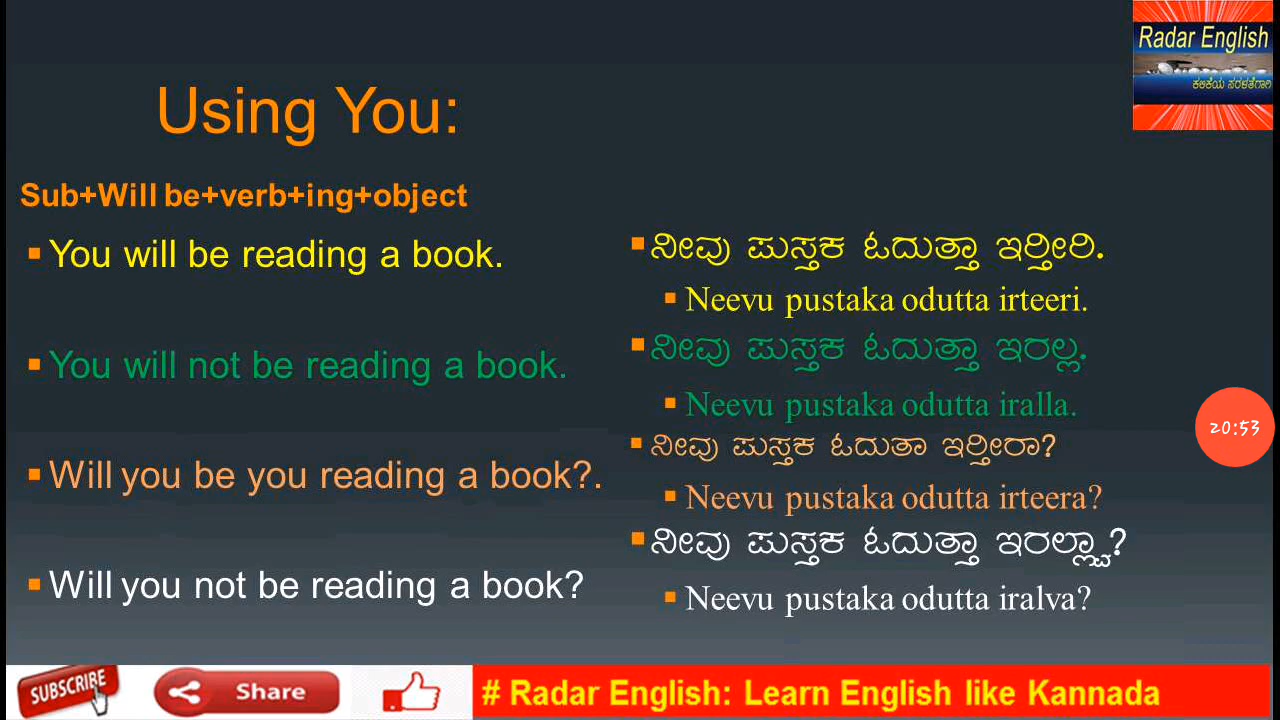 Radar English
ಕಲಿಕೆಯ ಸರಳತೆಗಾಗಿ
Using You:
Sub+Will be+verb+ing+object
You will be reading a book.
ನೀವು ಪುಸ್ತಕ ಓದುತ್ತಾ ಇರ್‍ತೀರಿ.
Neevu pustaka odutta irteeri.
You will not be reading a book.
ನೀವು ಪುಸ್ತಕ ಓದುತ್ತಾ ಇರಲ್ಲ.
Neevu pustaka odutta iralla.
Will you be you reading a book?.
ನೀವು ಪುಸ್ತಕ ಓದುತಾ ಇರ್‍ತೀರಾ?
Neevu pustaka odutta irteera?
Will you not be reading a book?
ನೀವು ಪುಸ್ತಕ ಓದುತ್ತಾ ಇರಲ್ಲ್ವಾ?
Neevu pustaka odutta iralva?
20:53
SUBSCRIBE
Share
# Radar English: Learn English like Kannada